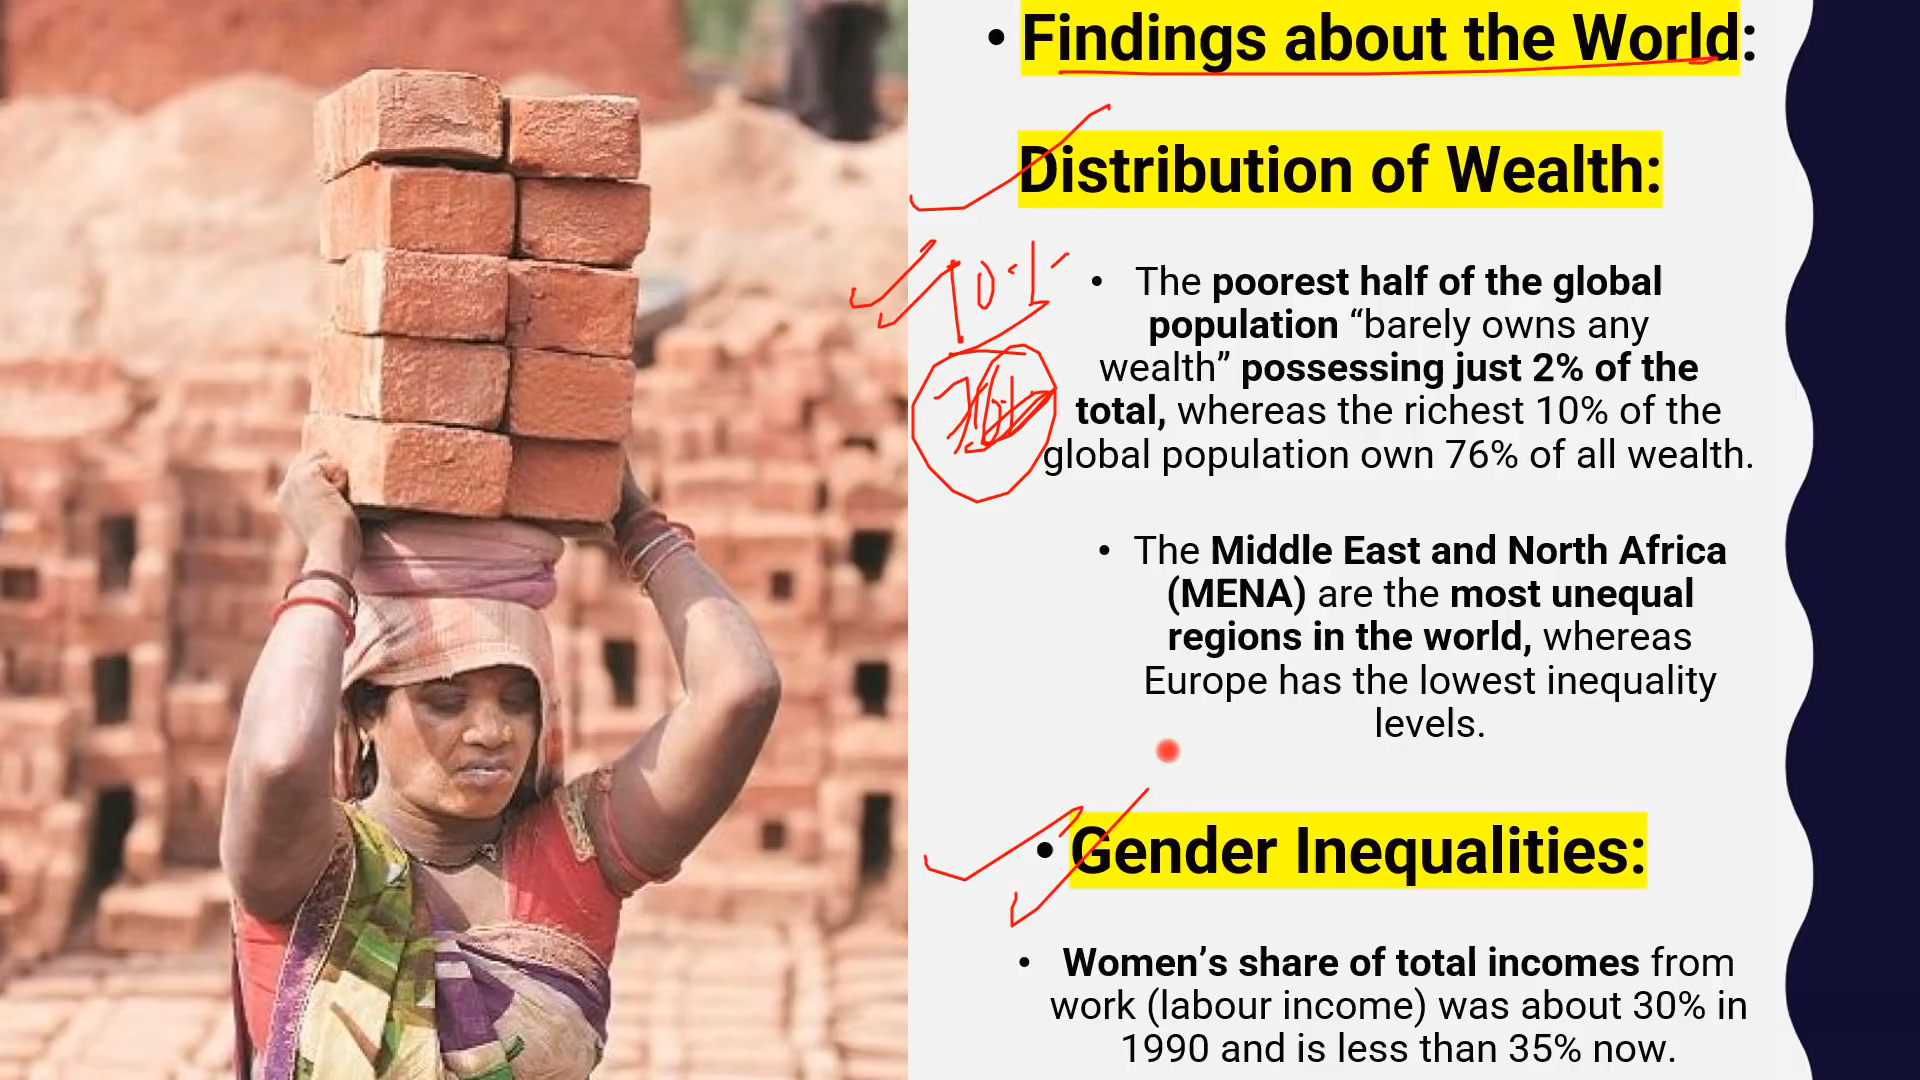 • Findings about the World:
Distribution of Wealth:
10%
76%
• The poorest half of the global
population “barely owns any
wealth” possessing just 2% of the
total, whereas the richest 10% of the
global population own 76% of all wealth.
• The Middle East and North Africa
(MENA) are the most unequal
regions in the world, whereas
Europe has the lowest inequality
levels.
• Gender Inequalities:
• Women’s share of total incomes from
work (labour income) was about 30% in
1990 and is less than 35% now.